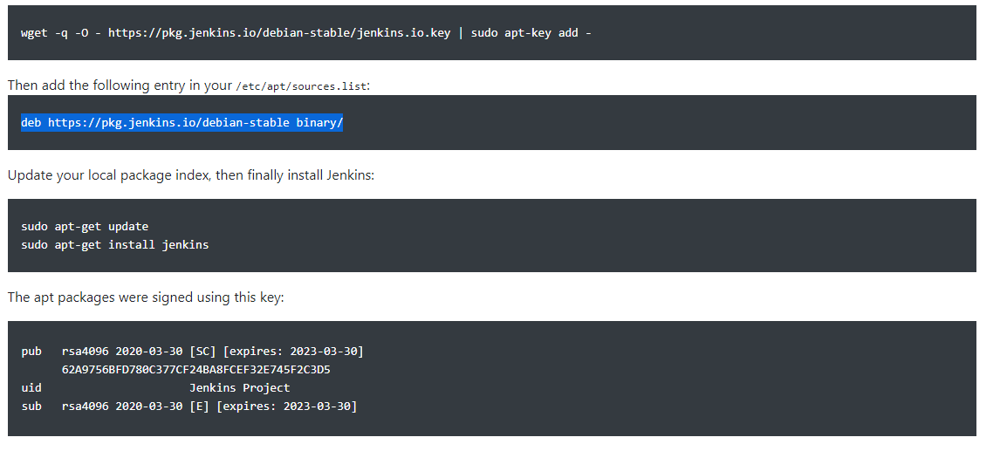 wget -q -O - https://pkg.jenkins.io/debian-stable/jenkins.io.key | sudo apt-key add -
Then add the following entry in your /etc/apt/sources.list:
deb https://pkg.jenkins.io/debian-stable binary/
Update your local package index, then finally install Jenkins:
sudo apt-get update
sudo apt-get install jenkins
The apt packages were signed using this key:
pub   rsa4096 2020-03-30 [SC] [expires: 2023-03-30]
      62A9756BFD780C377CF24BA8FCEF32E745F2C3D5
uid                      Jenkins Project
sub   rsa4096 2020-03-30 [E] [expires: 2023-03-30]